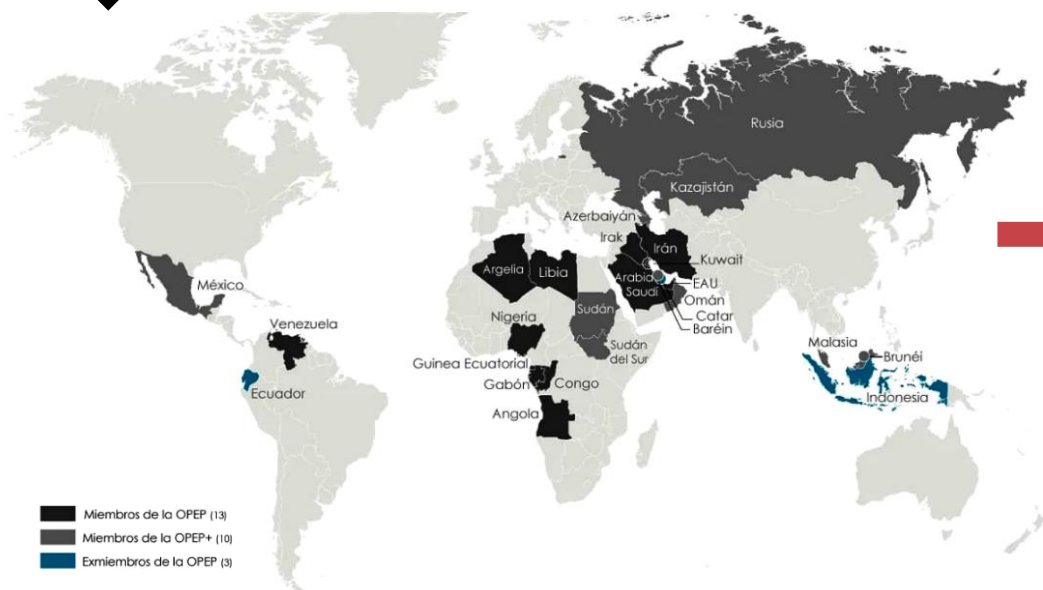 Rusia
Kazajistán
Azerbaiyán
Irak
Irán
Kuwait
Argelia
Libia
Arabia
Saudí
EAU
Omán
Catar
Baréin
México
Sudán
Nigeria
Venezuela
Sudán
del Sur
Malasia
Brunéi
Guinea Ecuatorial
Gabón
Congo
Ecuador
Indonesia
Angola
Miembros de la OPEP (13)
Miembros de la OPEP+ (10)
Exmiembros de la OPEP (3)